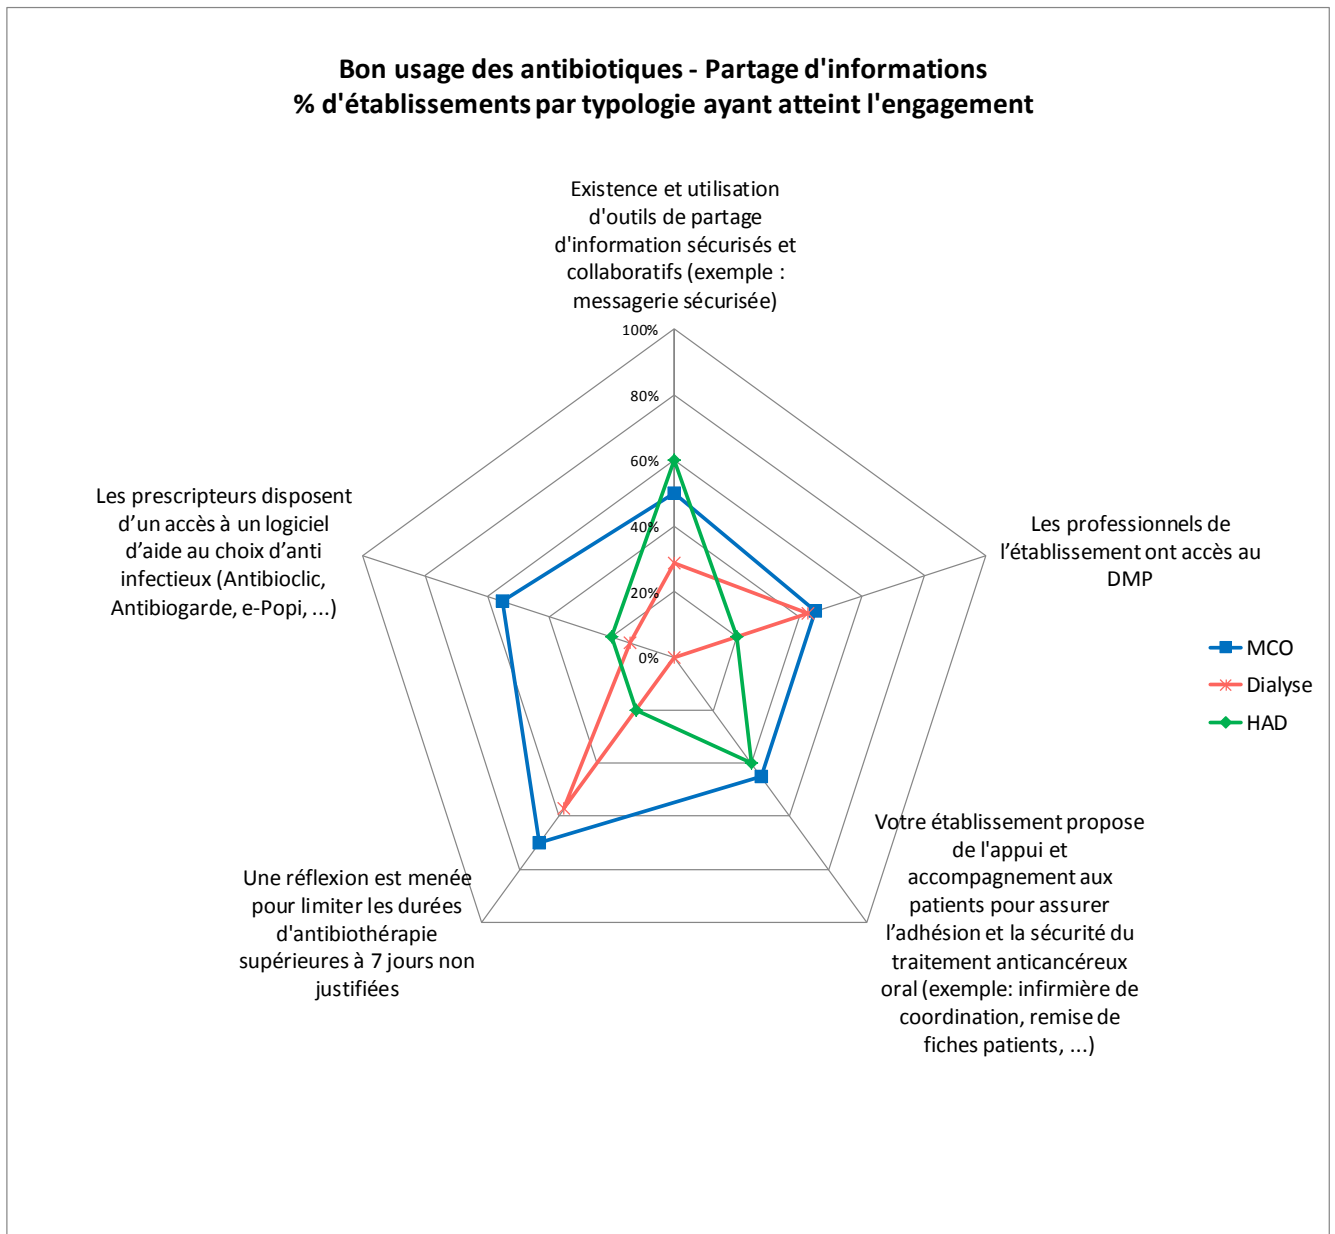 Bon usage des antibiotiques - Partage d'informations
% d'établissements par typologie ayant atteint l'engagement
Existence et utilisation
d'outils de partage
d'information sécurisés et
collaboratifs (exemple :
messagerie sécurisée)
100%
80%
60%
40%
20%
0%
Les professionnels de
l’établissement ont accès au
DMP
Votre établissement propose
de l'appui et
accompagnement aux
patients pour assurer
l’adhésion et la sécurité du
traitement anticancéreux
oral (exemple: infirmière de
coordination, remise de
fiches patients, ...)
Une réflexion est menée
pour limiter les durées
d'antibiothérapie
supérieures à 7 jours non
justifiées
Les prescripteurs disposent
d’un accès à un logiciel
d’aide au choix d’anti
infectieux (Antibioclic,
Antibiogarde, e-Popi, ...)
MCO
Dialyse
HAD